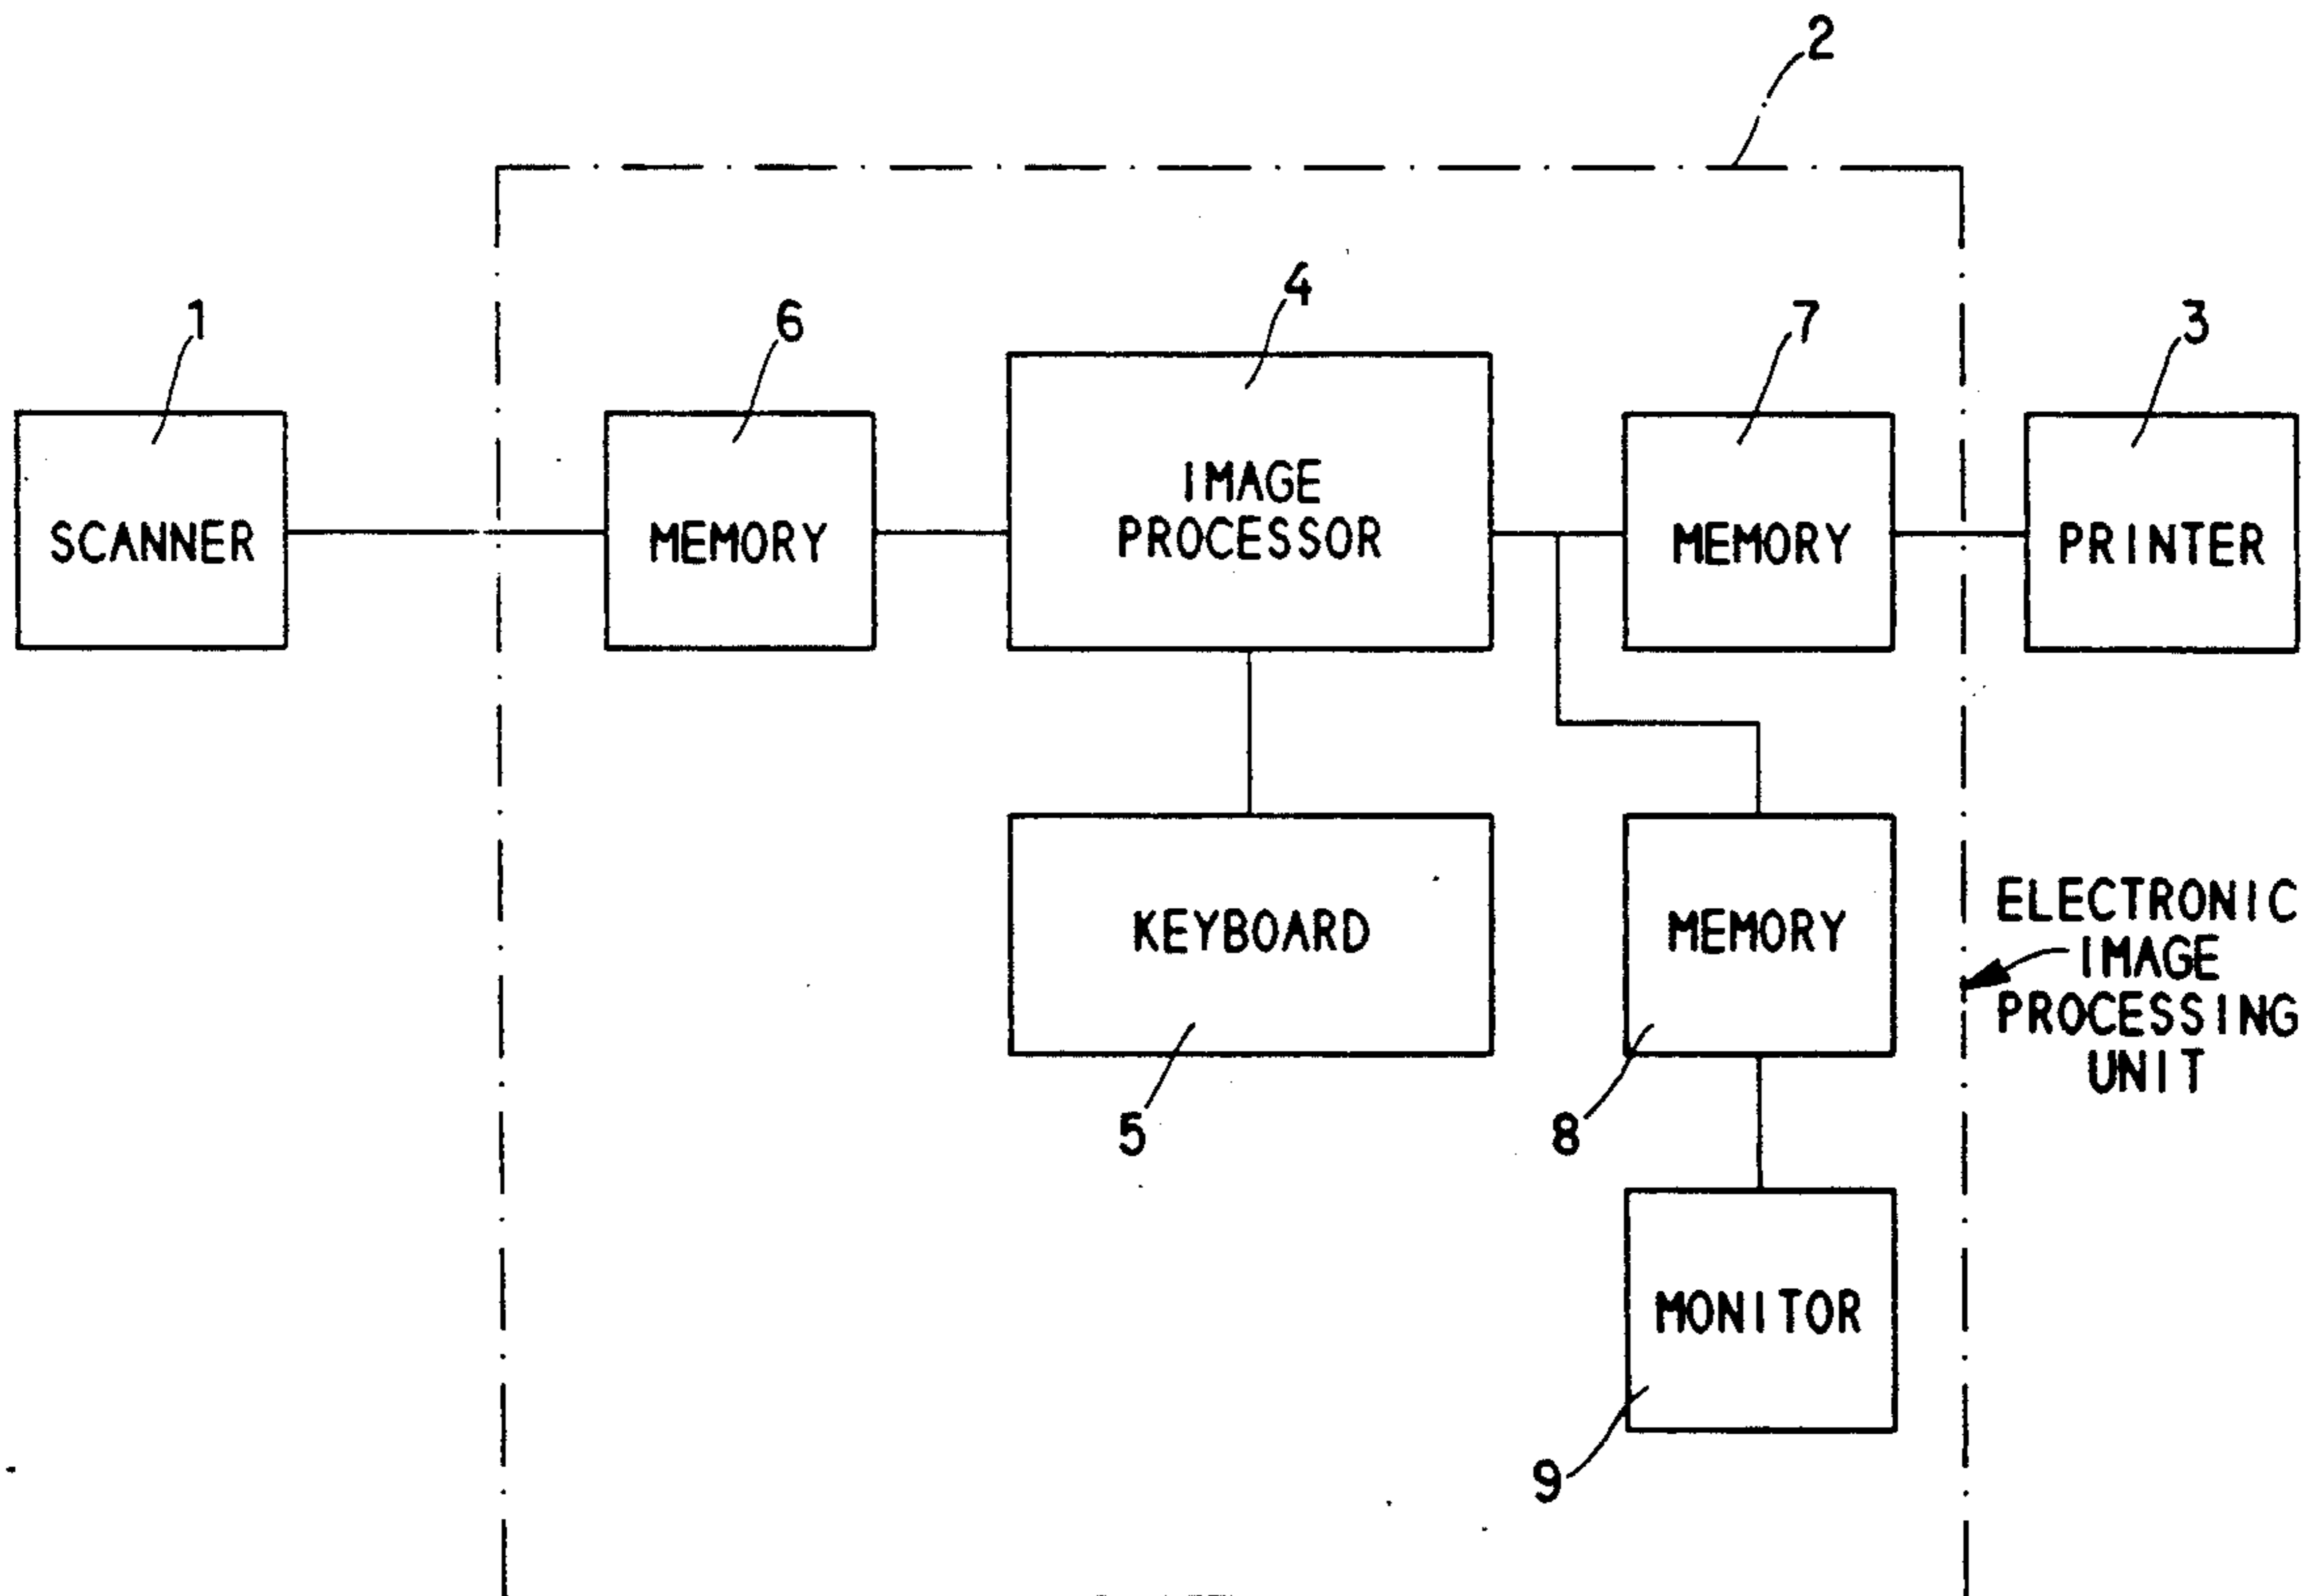 2
1
6
4
7
3
SCANNER
MEMORY
IMAGE
PROCESSOR
MEMORY
PRINTER
KEYBOARD
MEMORY
ELECTRONIC
IMAGE
PROCESSING
UNIT
5
8
MONITOR
9